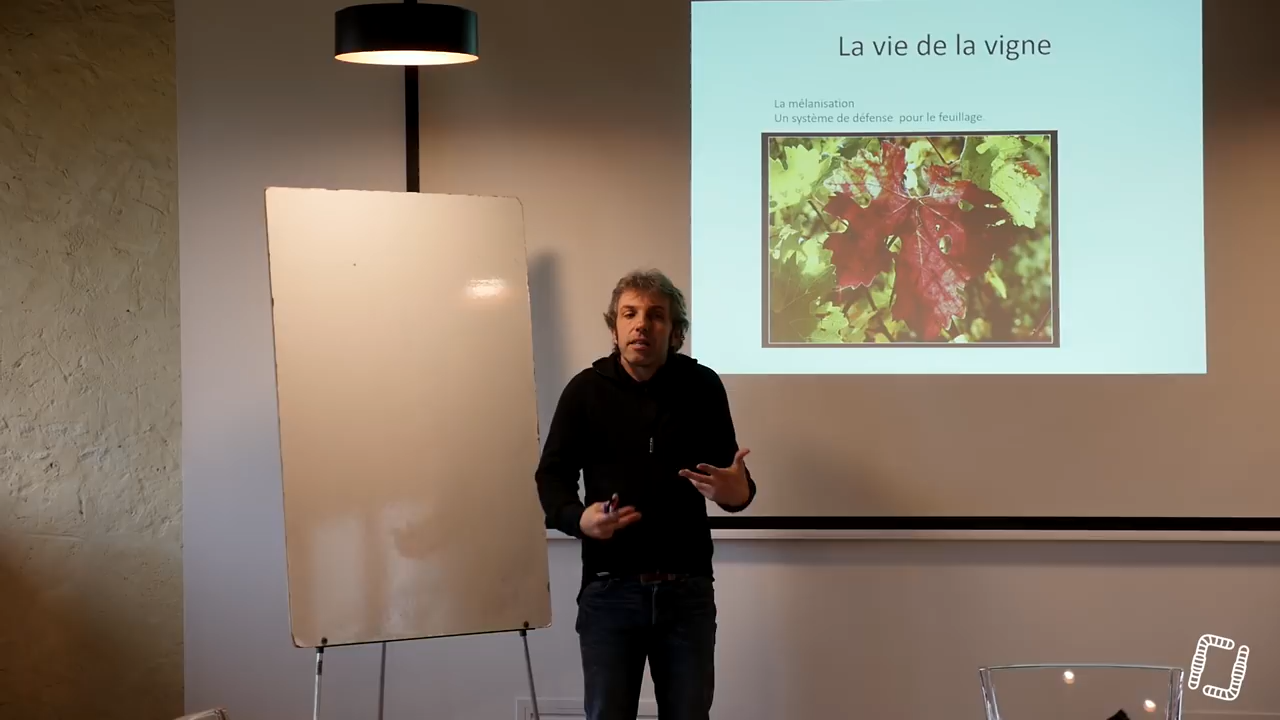 La vie de la vigne
La mélanisation
Un système de défense pour le feuillage